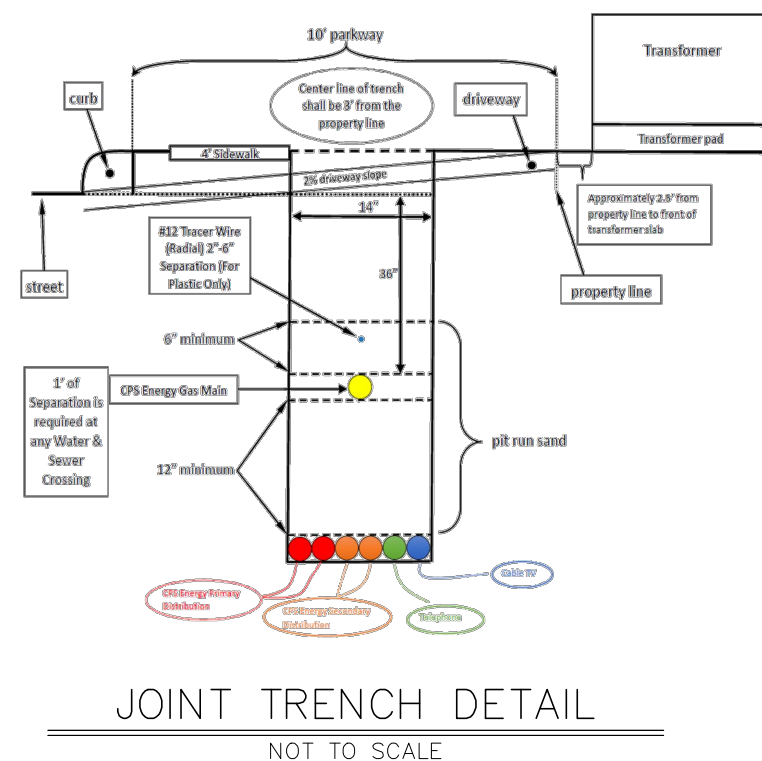 10' parkway
Transformer
Center line of trench
shall be 3' from the
property line
curb
driveway
Transformer pad
4' Sidewalk
2% driveway slope
Approximately 2.5' from
property line to front of
transformer slab
14"
#12 Tracer Wire
(Radial) 2"-6"
Separation (For
Plastic Only)
36"
street
property line
6" minimum
1' of
Separation is
required at
any Water &
Sewer
Crossing
CPS Energy Gas Main
pit run sand
12" minimum
Cable TV
CPS Energy Primary
Distribution
CPS Energy Secondary
Distribution
Telephone
JOINT TRENCH DETAIL
NOT TO SCALE